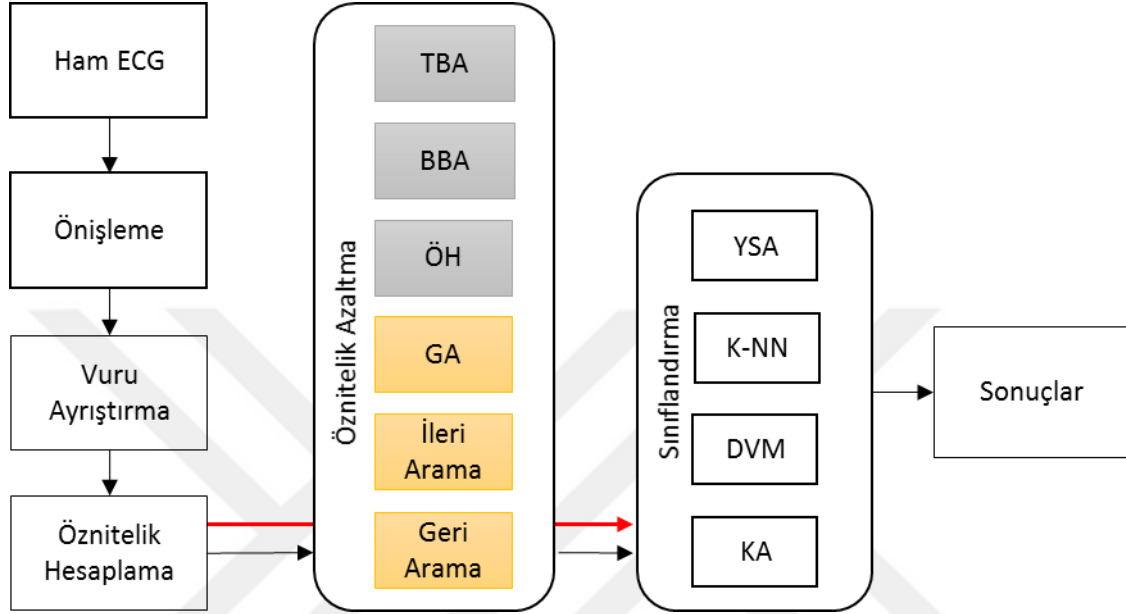 Ham ECG
Önişleme
Vuru
Ayrıştırma
Öznitelik
Hesaplama
Öznitelik Azaltma
TBA
BBA
ÖH
GA
İleri
Arama
Geri
Arama
Sınıflandırma
YSA
K-NN
DVM
KA
Sonuçlar